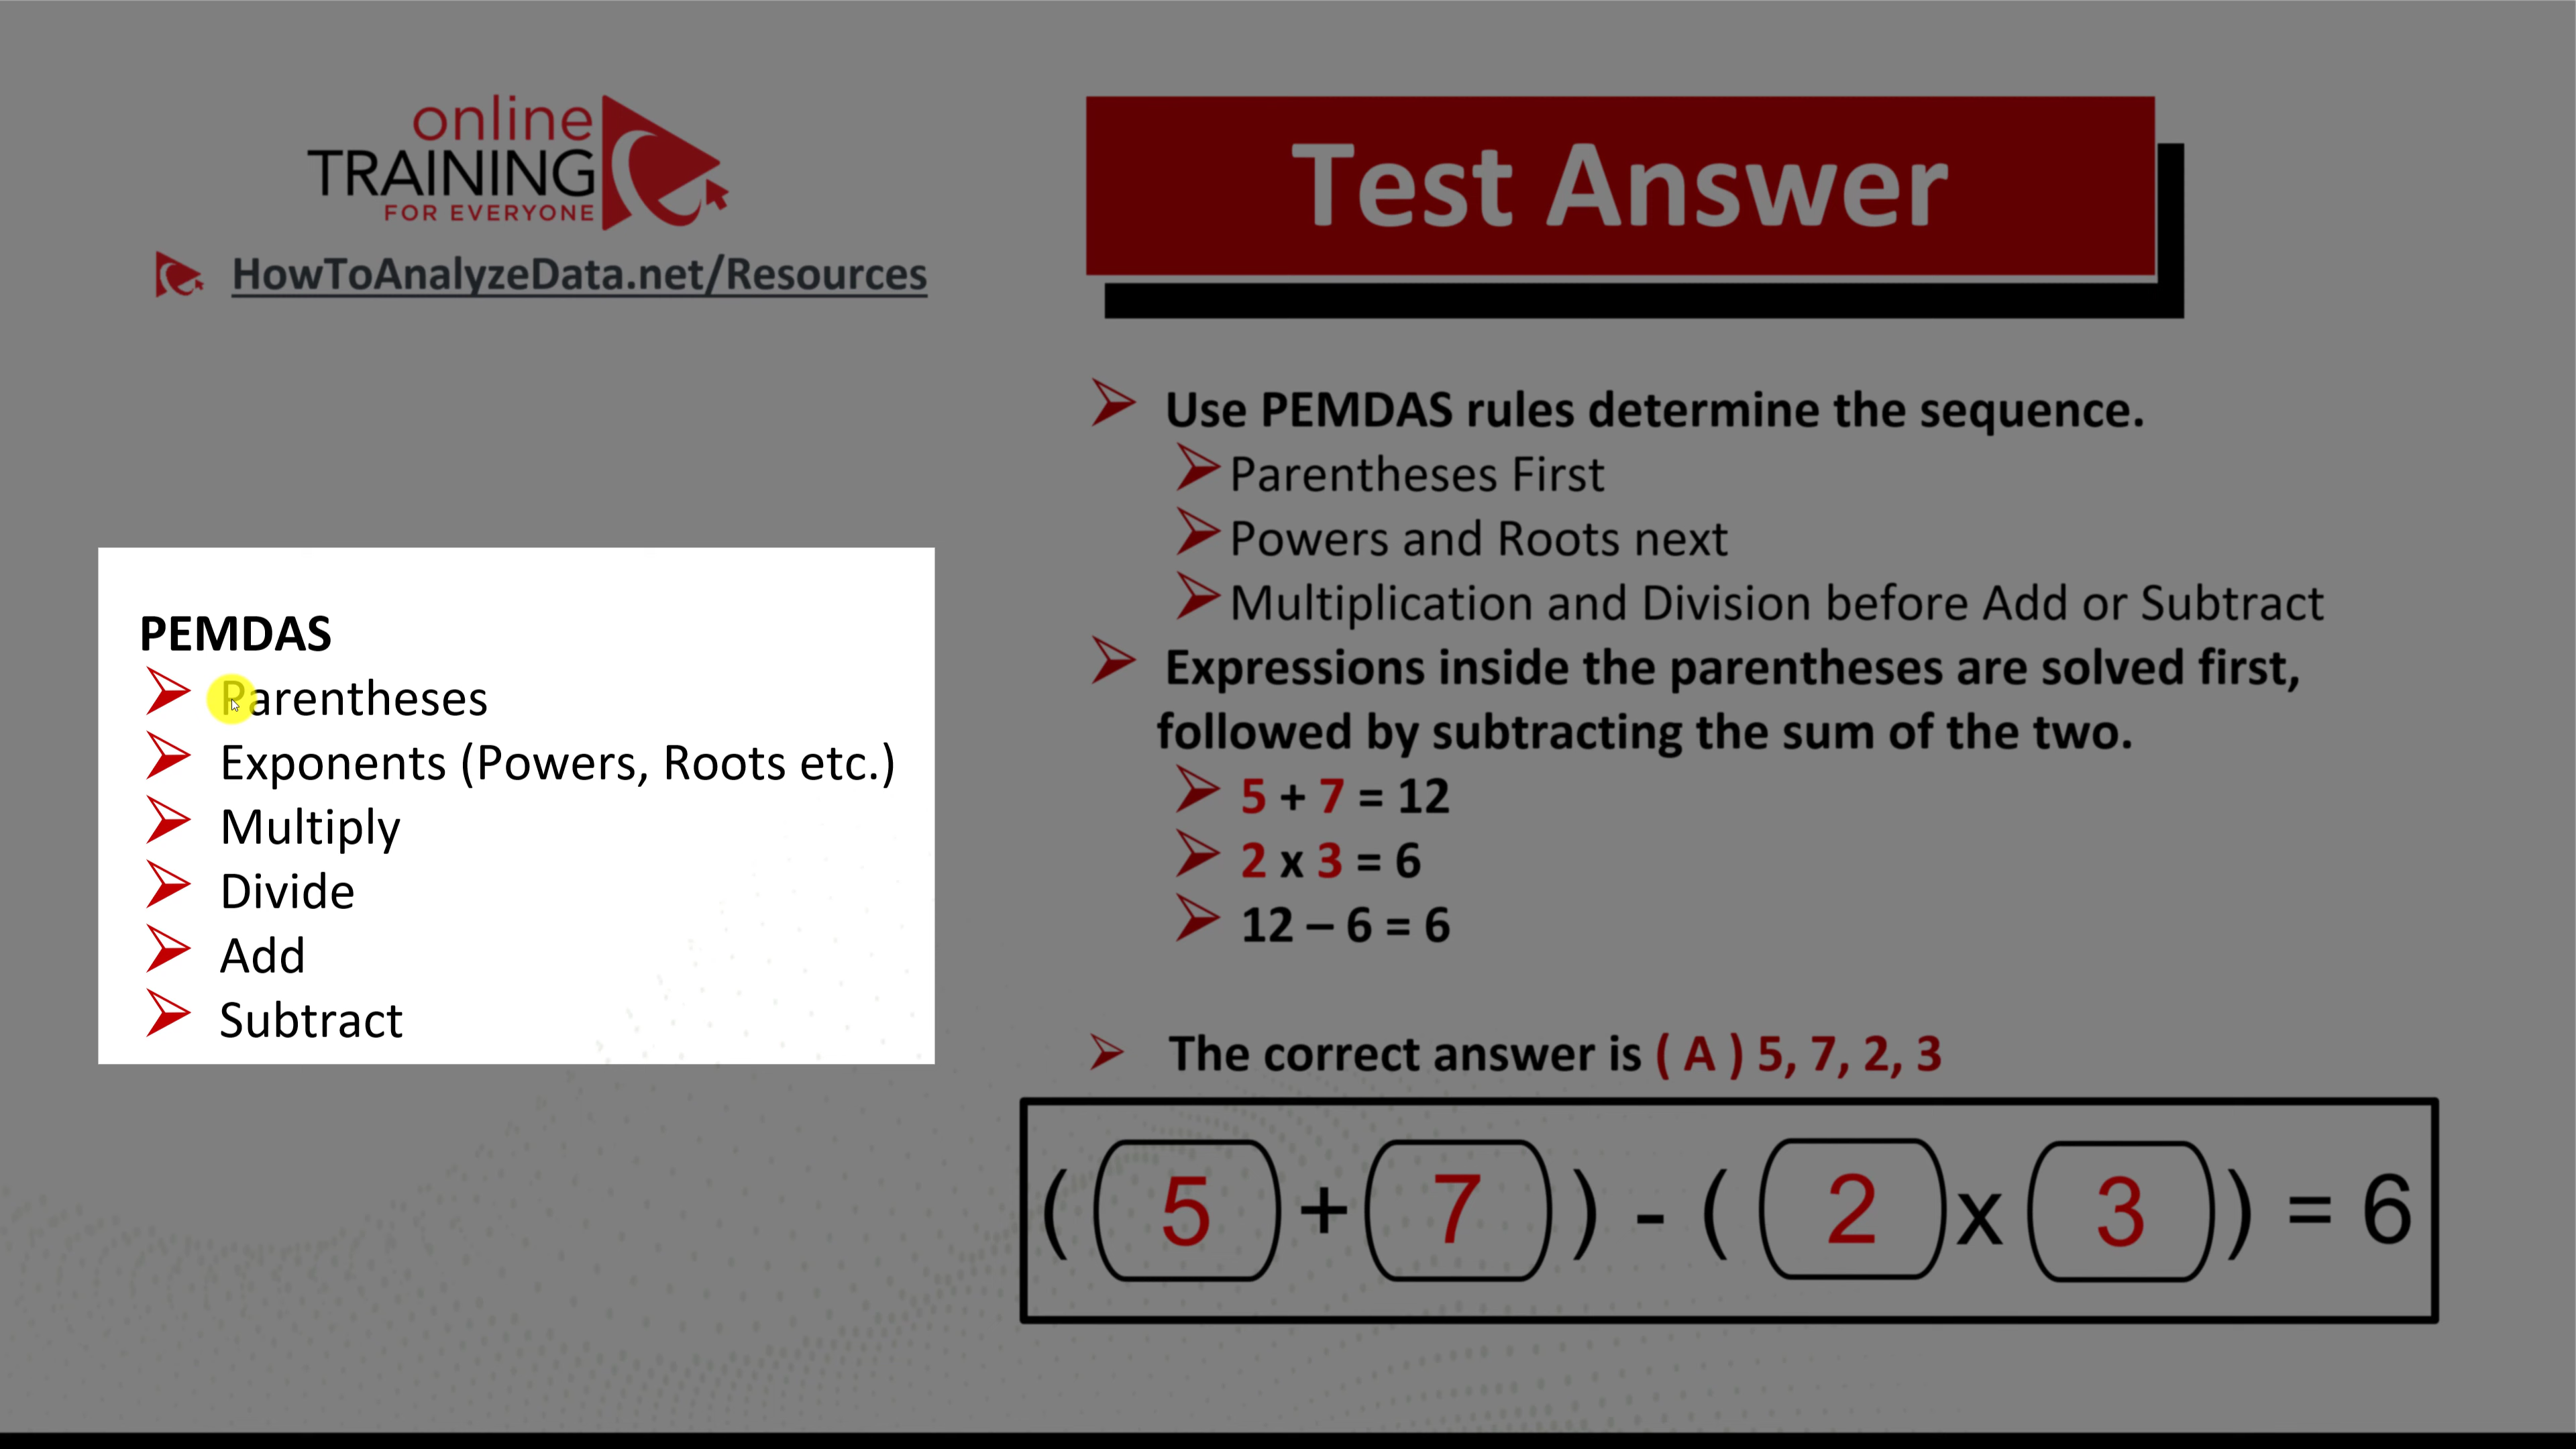 online
TRAINING
FOR EVERYONE
HowToAnalyzeData.net/Resources
PEMDAS
Parentheses
Exponents (Powers, Roots etc.)
Multiply
Divide
Add
Subtract
Test Answer
Use PEMDAS rules determine the sequence.
Parentheses First
Powers and Roots next
Multiplication and Division before Add or Subtract
Expressions inside the parentheses are solved first,
followed by subtracting the sum of the two.
5 + 7 = 12
2 x 3 = 6
12 – 6 = 6
The correct answer is ( A ) 5, 7, 2, 3
( 5 + 7 ) - ( 2 x 3 ) = 6